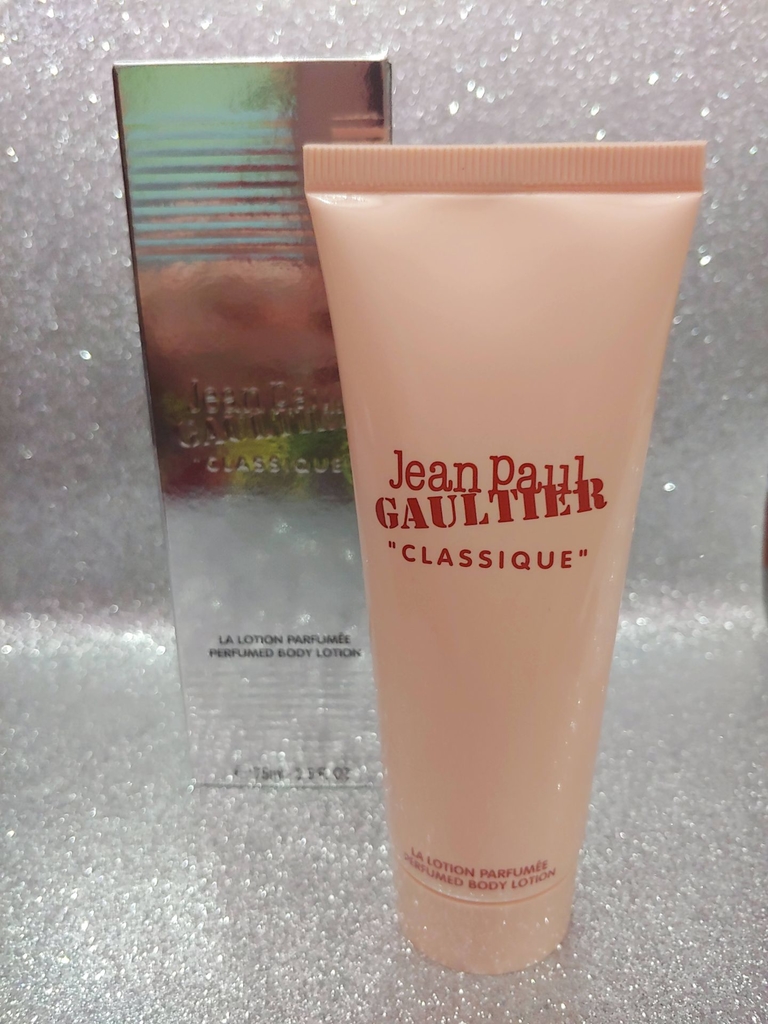 Jean Paul
GAULTIER
"CLASSIQUE"
LA LOTION PARFUMÉE
PERFUMED BODY LOTION
75ml
Jean Paul
GAULTIER
"CLASSIQUE"
LA LOTION PARFUMÉE
PERFUMED BODY LOTION